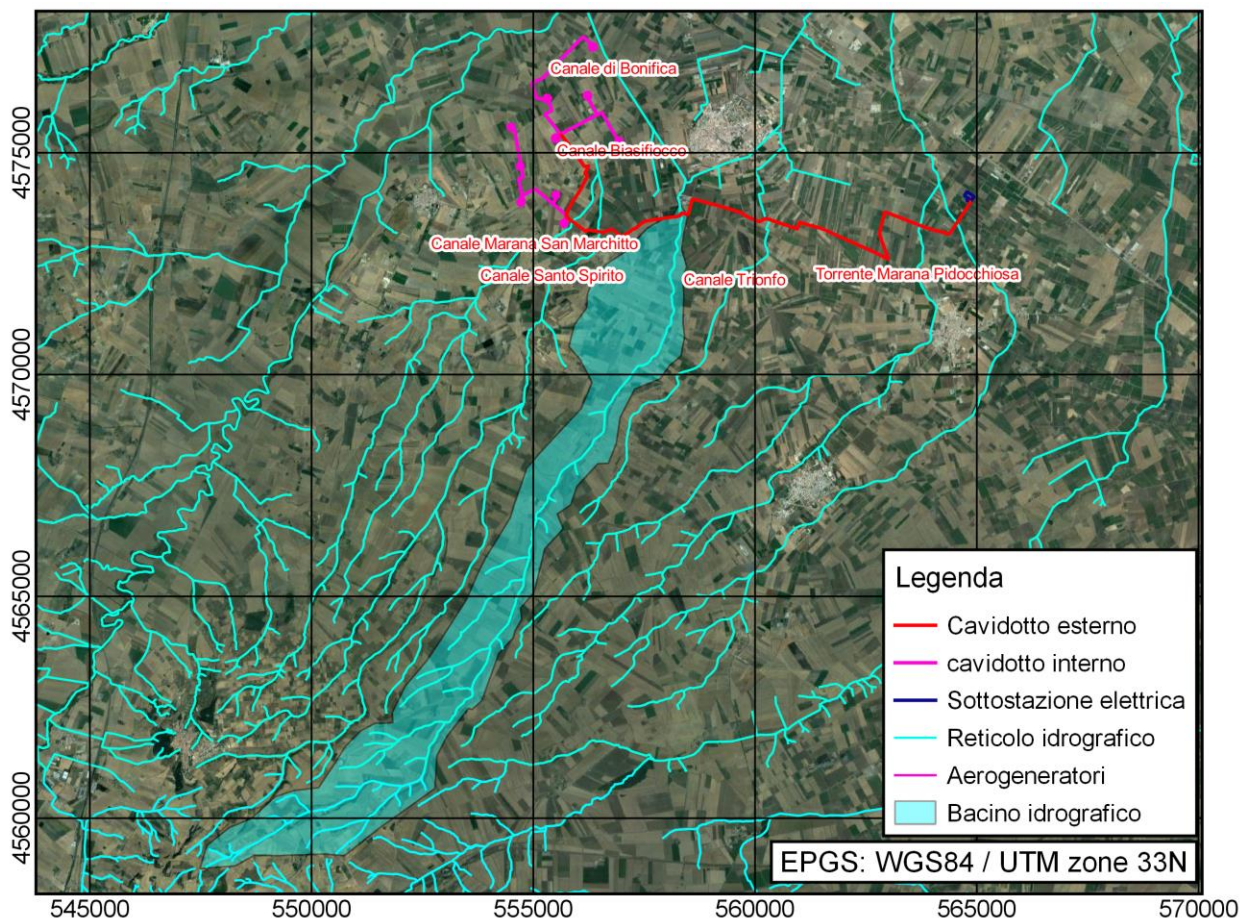 Canale di Bonifica
Canale Biasifiocco
Canale Marana San Marchitto
Canale Santo Spirito
Canale Trionfo
Torrente Marana Pidocchiosa
4575000
4570000
4565000
4560000
Legenda
Cavidotto esterno
cavidotto interno
Sottostazione elettrica
Reticolo idrografico
Aerogeneratori
Bacino idrografico
EPGS: WGS84 / UTM zone 33N
545000
550000
555000
560000
565000
570000